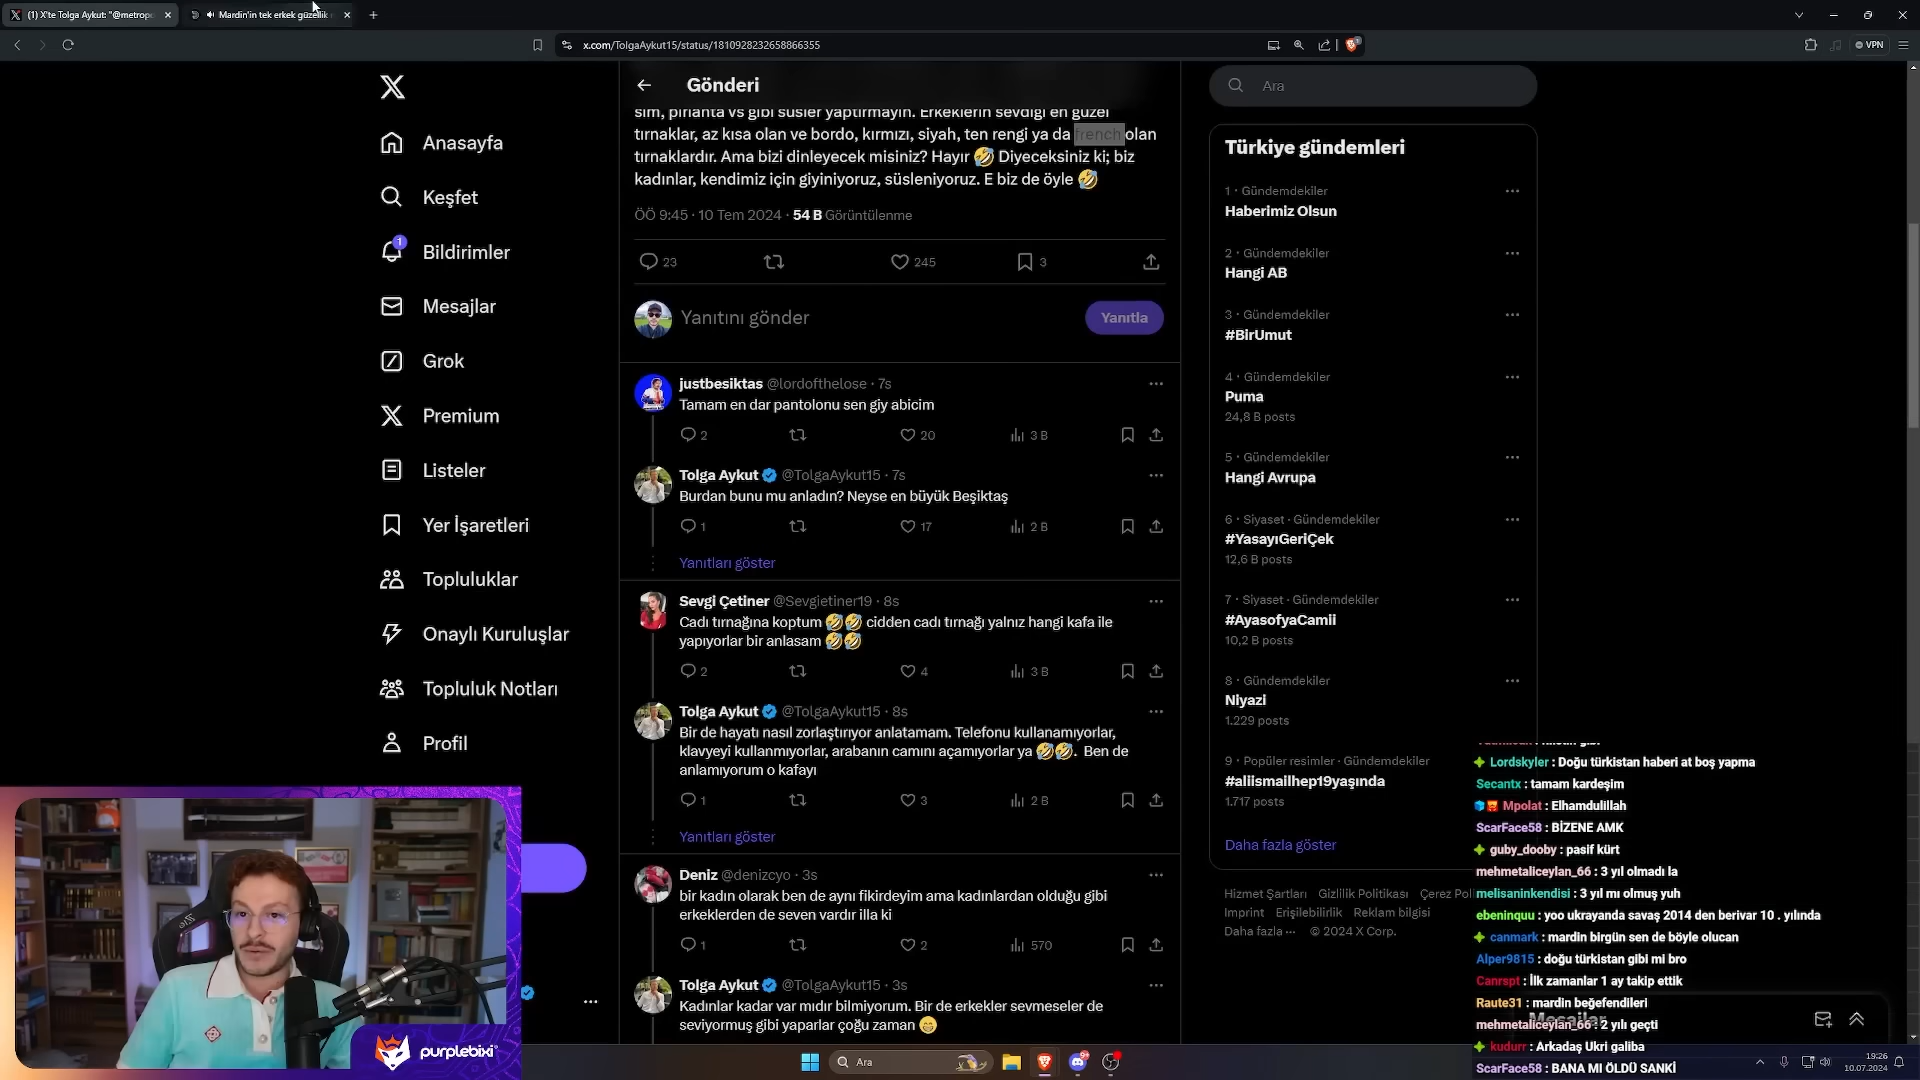 (1) X'te Tolga Aykut: "@metrop
Mardin'in tek erkek güzellik
x.com/TolgaAykut15/status/1810928232658866355
VPN
Anasayfa
Keşfet
1
Bildirimler
Mesajlar
Grok
Premium
Listeler
Yer İşaretleri
Topluluklar
Onaylı Kuruluşlar
Topluluk Notları
Profil
Gönderi
sim, pırlanta vs gibi süsler yaptırmayın. Erkeklerin sevdiği en güzel
tırnaklar, az kısa olan ve bordo, kırmızı, siyah, ten rengi ya da french olan
tırnaklardır. Ama bizi dinleyecek misiniz? Hayır 🤣 Diyeceksiniz ki; biz
kadınlar, kendimiz için giyiniyoruz, süsleniyoruz. E biz de öyle 🤣
ÖÖ 9:45 · 10 Tem 2024 · 54 B Görüntülenme
23 245 3
Yanıtını gönder
Yanıtla
justbesiktas @lordofthelose · 7s
Tamam en dar pantolonu sen giy abicim
2 20 3 B
Tolga Aykut @TolgaAykut15 · 7s
Burdan bunu mu anladın? Neyse en büyük Beşiktaş
1 17 2 B
Yanıtları göster
Sevgi Çetiner @Sevgietiner19 · 8s
Cadı tırnağına koptum 🤣🤣 cidden cadı tırnağı yalnız hangi kafa ile
yapıyorlar bir anlasam 🤣🤣
2 4 3 B
Tolga Aykut @TolgaAykut15 · 8s
Bir de hayatı nasıl zorlaştırıyor anlatamam. Telefonu kullanamıyorlar,
klavyeyi kullanmıyorlar, arabanın camını açamıyorlar ya 🤣🤣. Ben de
anlamıyorum o kafayı
1 3 2 B
Yanıtları göster
Deniz @denizcyo · 3s
bir kadın olarak ben de aynı fikirdeyim ama kadınlardan olduğu gibi
erkeklerden de seven vardır illa ki
1 2 570
Tolga Aykut @TolgaAykut15 · 3s
Kadınlar kadar var mıdır bilmiyorum. Bir de erkekler sevmeseler de
seviyormuş gibi yaparlar çoğu zaman 😁
Ara
Türkiye gündemleri
1 · Gündemdekiler
Haberimiz Olsun
2 · Gündemdekiler
Hangi AB
3 · Gündemdekiler
#BirUmut
4 · Gündemdekiler
Puma
24,8 B posts
5 · Gündemdekiler
Hangi Avrupa
6 · Siyaset · Gündemdekiler
#YasayıGeriÇek
12,6 B posts
7 · Siyaset · Gündemdekiler
#AyasofyaCamii
10,2 B posts
8 · Gündemdekiler
Niyazi
1.229 posts
9 · Popüler resimler · Gündemdekiler
#aliismailhep19yaşında
1.717 posts
Daha fazla göster
Hizmet Şartları Gizlilik Politikası Çerez Pol
Imprint Erişilebilirlik Reklam bilgisi
Daha fazla ··· © 2024 X Corp.
Mesajlar
Lordskyler : Doğu türkistan haberi at boş yapma
Secantx : tamam kardeşim
Mpolat : Elhamdulillah
ScarFace58 : BİZENE AMK
guby_dooby : pasif kürt
mehmetaliceylan_66 : 3 yıl olmadı la
melisaninkendisi : 3 yıl mı olmuş yuh
ebeninquu : yoo ukrayanda savaş 2014 den berivar 10 . yılında
canmark : mardin birgün sen de böyle olucan
Alper9815 : doğu türkistan gibi mi bro
Canrspt : İlk zamanlar 1 ay takip ettik
Raute31 : mardin beğefendileri
mehmetaliceylan_66 : 2 yılı geçti
kudurr : Arkadaş Ukri galiba
ScarFace58 : BANA MI ÖLDÜ SANKİ
purplebixi
Ara
19:26
10.07.2024